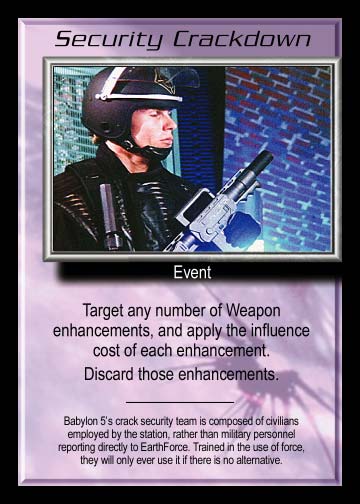 Security Crackdown
Event
Target any number of Weapon
enhancements, and apply the influence
cost of each enhancement.
Discard those enhancements.
Babylon 5's crack security team is composed of civilians
employed by the station, rather than military personnel
reporting directly to EarthForce. Trained in the use of force,
they will only ever use it if there is no alternative.